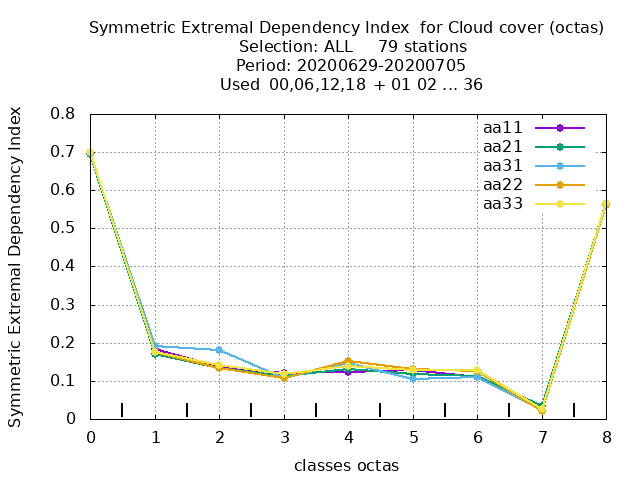 Symmetric Extremal Dependency Index  for Cloud cover (octas)
Selection: ALL     79 stations
Period: 20200629-20200705
Used  00,06,12,18  + 01 02 ... 36
Symmetric Extremal Dependency Index
0.8
0.7
0.6
0.5
0.4
0.3
0.2
0.1
0
aa11
aa21
aa31
aa22
aa33
0 1 2 3 4 5 6 7 8
classes octas